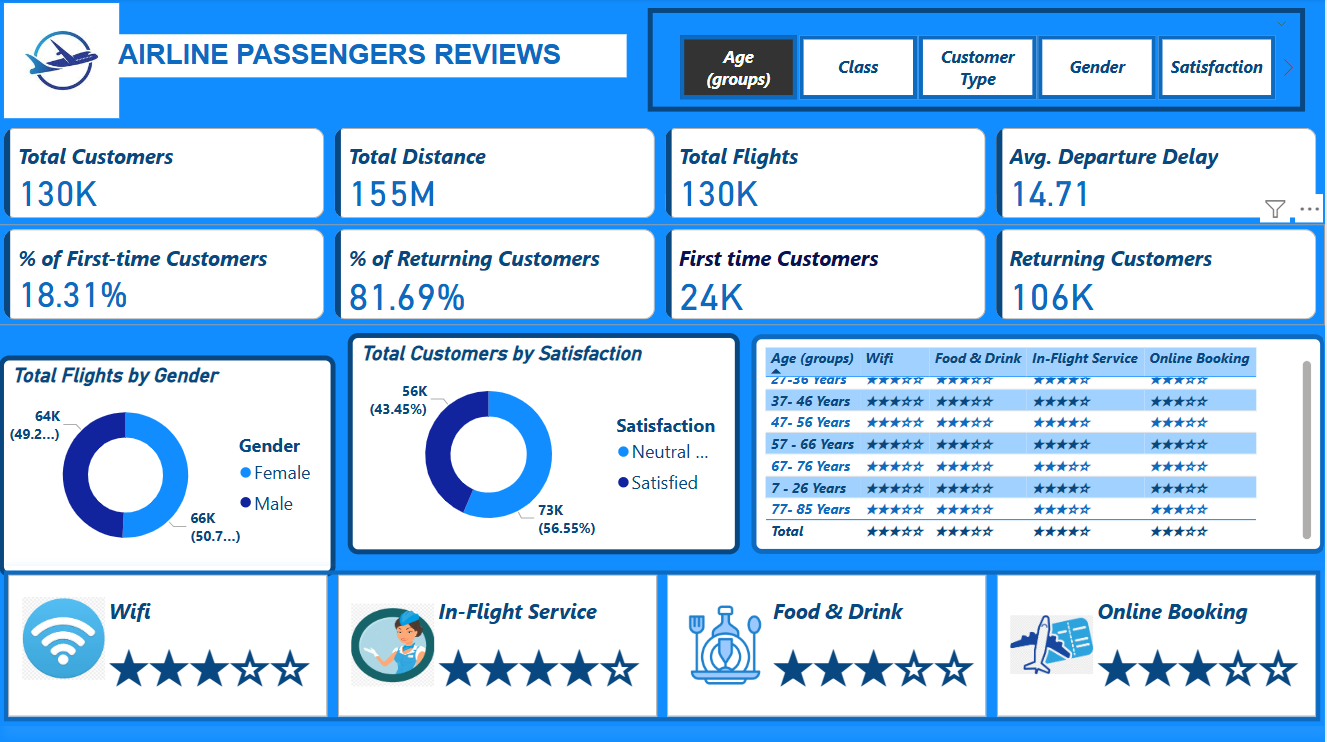 AIRLINE PASSENGERS REVIEWS
Age
(groups)
Class
Customer
Type
Gender
Satisfaction
Total Customers
130K
Total Distance
155M
Total Flights
130K
Avg. Departure Delay
14.71
% of First-time Customers
18.31%
% of Returning Customers
81.69%
First time Customers
24K
Returning Customers
106K
Total Flights by Gender
64K
(49.2...)
66K
(50.7...)
Gender
Female
Male
Total Customers by Satisfaction
56K
(43.45%)
73K
(56.55%)
Satisfaction
Neutral ...
Satisfied
Age (groups) Wifi Food & Drink In-Flight Service Online Booking
27-36 Years ★★★☆☆ ★★★☆☆ ★★★★☆ ★★★☆☆
37- 46 Years ★★★☆☆ ★★★☆☆ ★★★★☆ ★★★☆☆
47- 56 Years ★★★☆☆ ★★★☆☆ ★★★★☆ ★★★☆☆
57 - 66 Years ★★★☆☆ ★★★☆☆ ★★★★☆ ★★★☆☆
67- 76 Years ★★★☆☆ ★★★☆☆ ★★★★☆ ★★★☆☆
7 - 26 Years ★★★☆☆ ★★★☆☆ ★★★★☆ ★★★☆☆
77- 85 Years ★★★☆☆ ★★★☆☆ ★★★★☆ ★★★☆☆
Total ★★★☆☆ ★★★☆☆ ★★★★☆ ★★★☆☆
Wifi
★★★☆☆
In-Flight Service
★★★★☆
Food & Drink
★★★☆☆
Online Booking
★★★☆☆